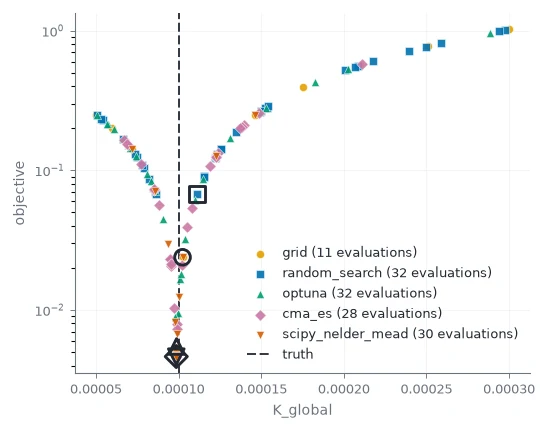 10⁰
10⁻¹
10⁻²
objective
grid (11 evaluations)
random_search (32 evaluations)
optuna (32 evaluations)
cma_es (28 evaluations)
scipy_nelder_mead (30 evaluations)
truth
0.00005 0.00010 0.00015 0.00020 0.00025 0.00030
K_global